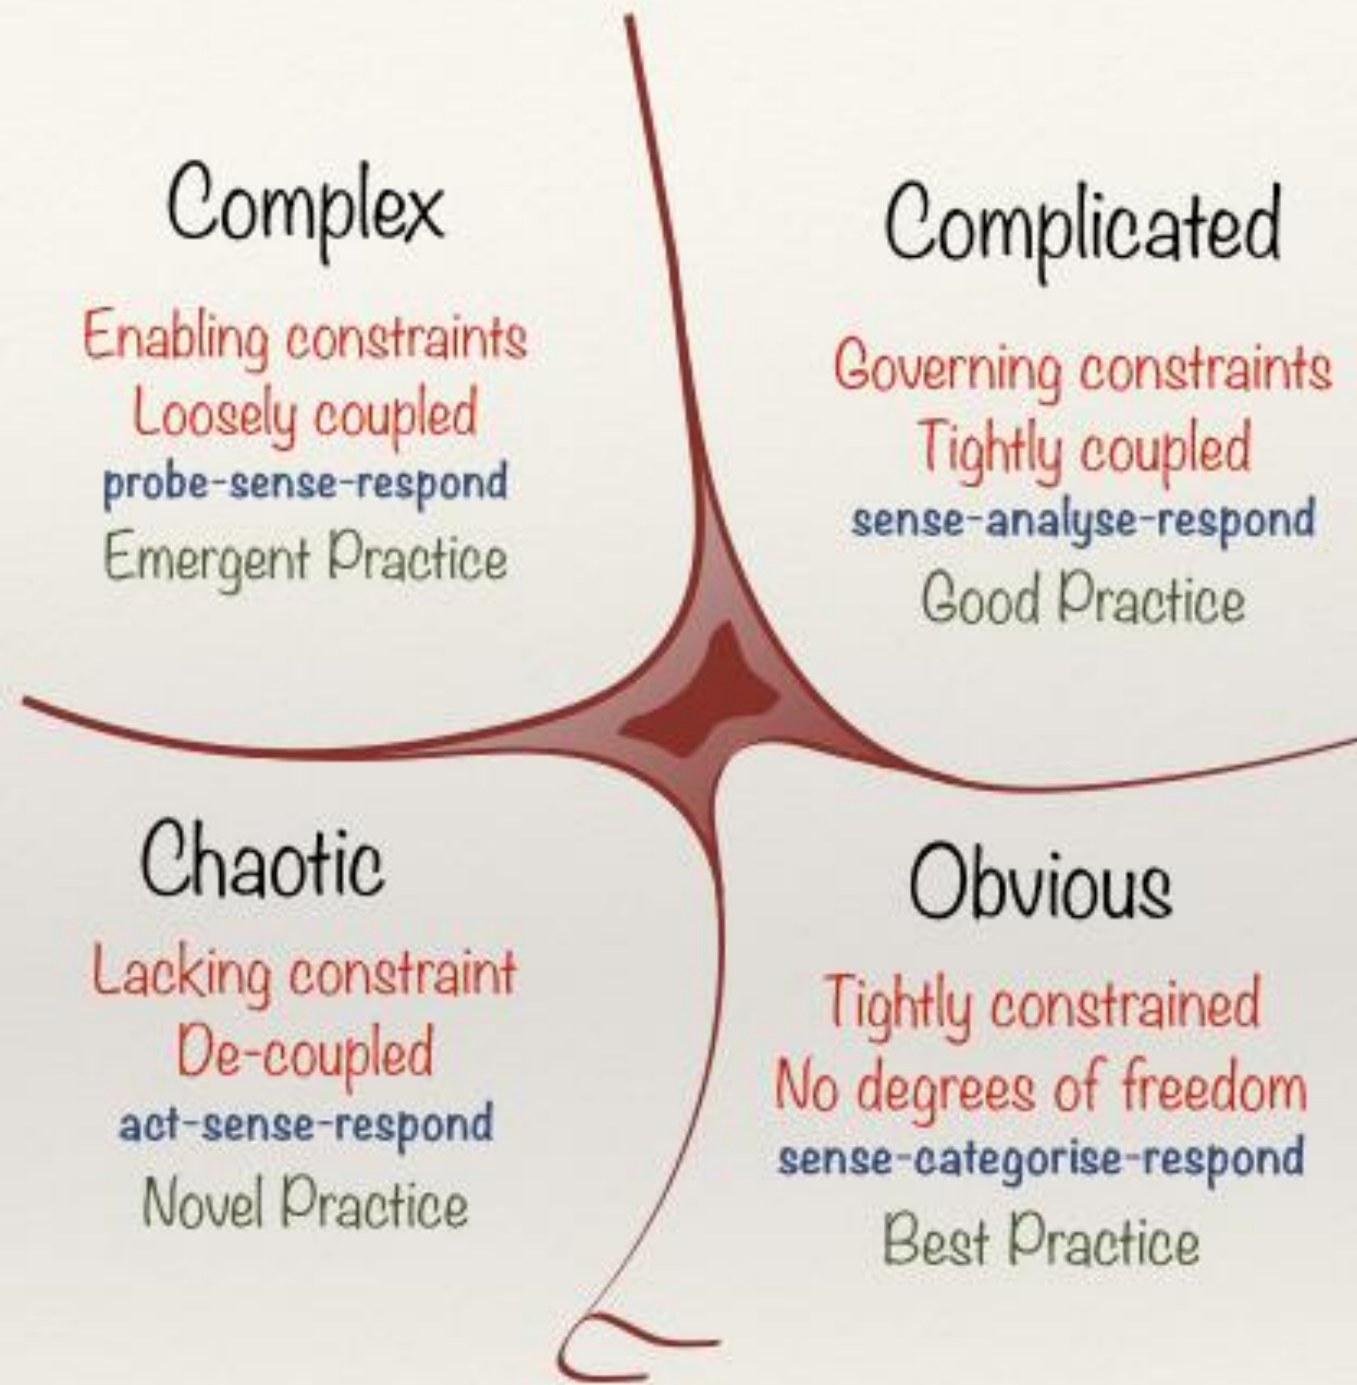 Complex
Enabling constraints
Loosely coupled
probe-sense-respond
Emergent Practice
Complicated
Governing constraints
Tightly coupled
sense-analyse-respond
Good Practice
Chaotic
Lacking constraint
De-coupled
act-sense-respond
Novel Practice
Obvious
Tightly constrained
No degrees of freedom
sense-categorise-respond
Best Practice